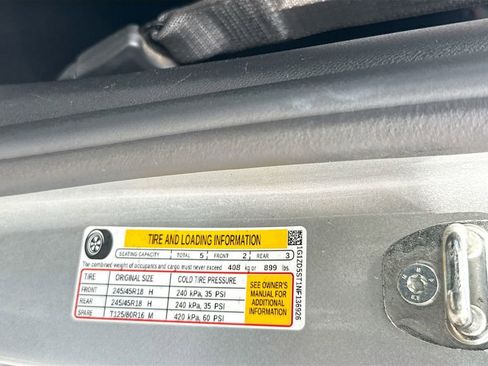 TIRE AND LOADING INFORMATION
SEATING CAPACITY TOTAL 5 FRONT 2 REAR 3
The combined weight of occupants and cargo must never exceed 408 kg or 899 lbs.
TIRE ORIGINAL SIZE COLD TIRE PRESSURE
FRONT 245/45R18 H 240 kPa, 35 PSI
REAR 245/45R18 H 240 kPa, 35 PSI
SPARE T125/80R16 M 420 kPa, 60 PSI
SEE OWNER'S
MANUAL FOR
ADDITIONAL
INFORMATION
1G1ZD5ST1NF136926